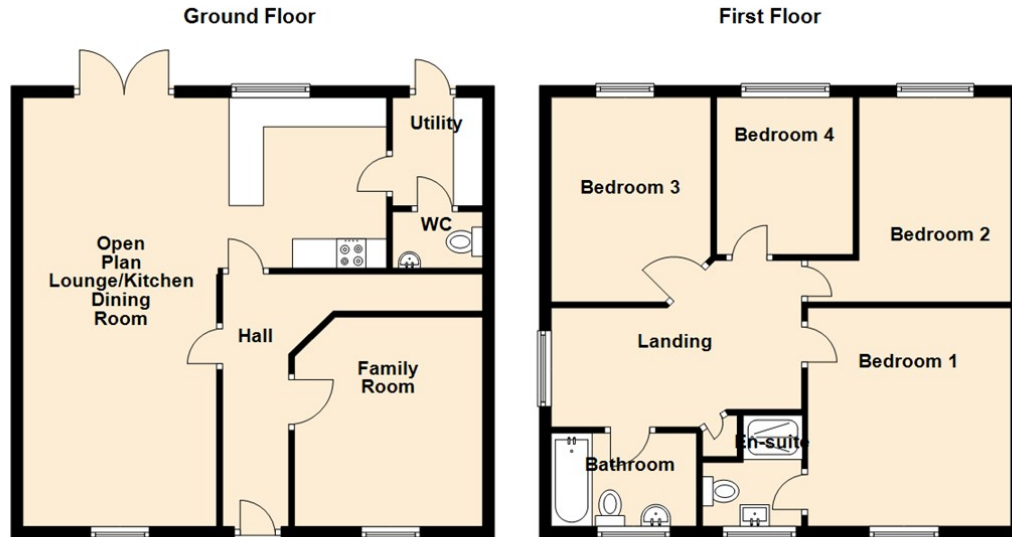 Ground Floor
First Floor
Utility
WC
Open
Plan
Lounge/Kitchen
Dining
Room
Hall
Family
Room
Bedroom 4
Bedroom 3
Bedroom 2
Landing
Bedroom 1
En-suite
Bathroom